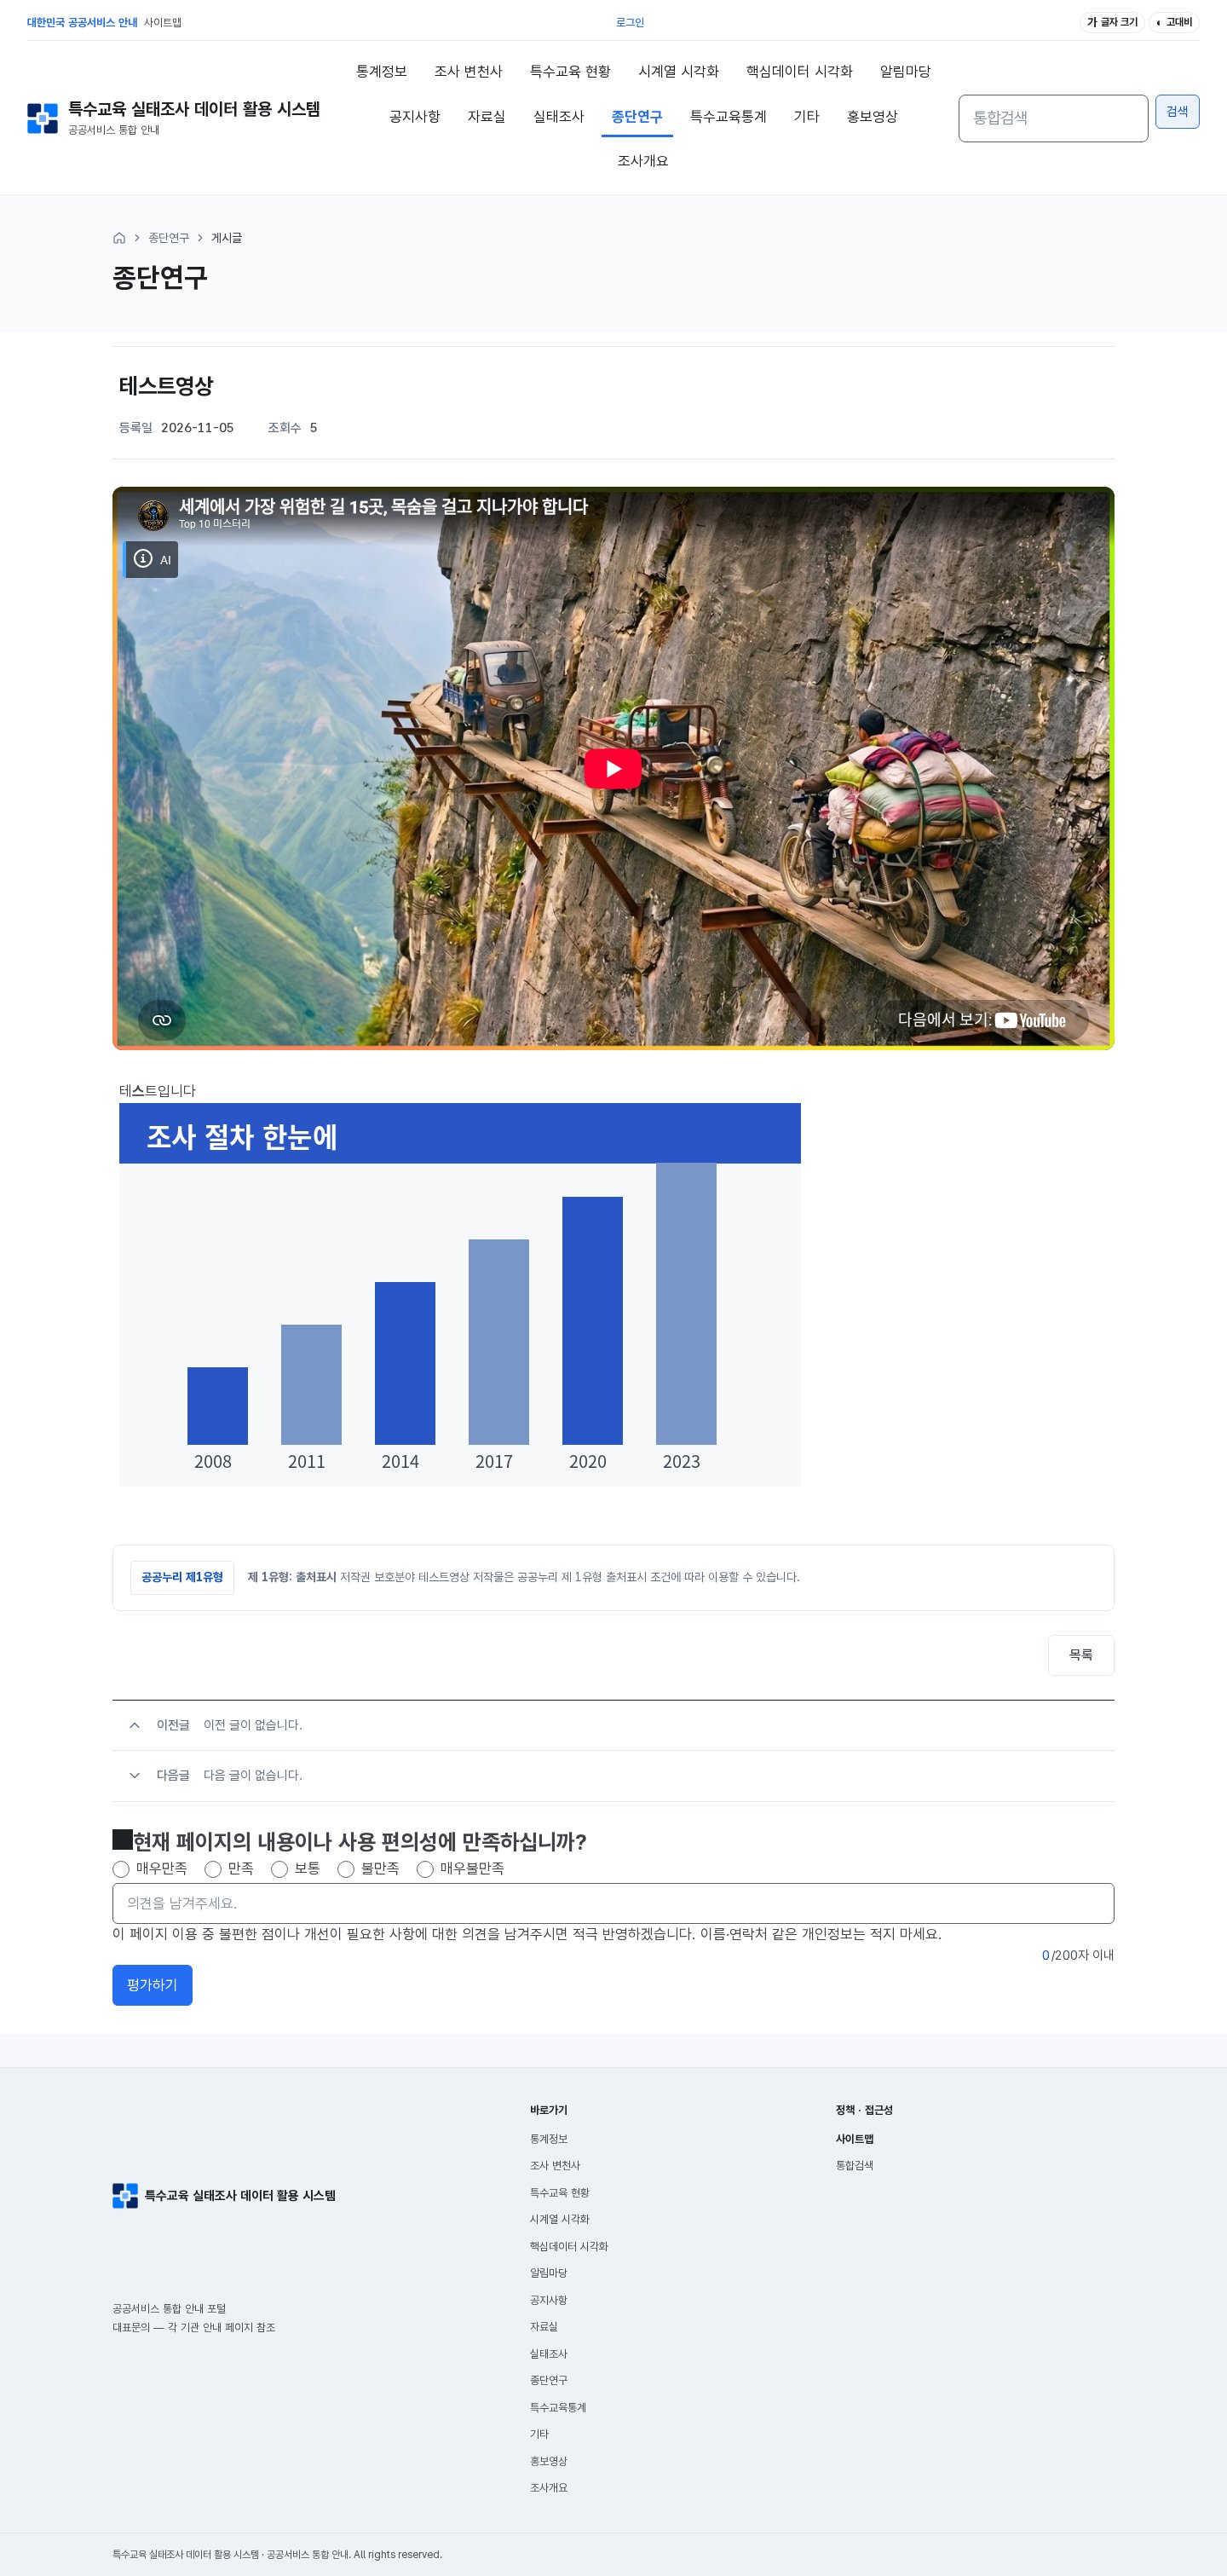 대한민국 공공서비스 안내 사이트맵
로그인
가 글자 크기
고대비
특수교육 실태조사 데이터 활용 시스템
공공서비스 통합 안내
통계정보 조사 변천사 특수교육 현황 시계열 시각화 핵심데이터 시각화 알림마당
공지사항 자료실 실태조사 종단연구 특수교육통계 기타 홍보영상
조사개요
통합검색
검색
종단연구 게시글
종단연구
테스트영상
등록일 2026-11-05 조회수 5
세계에서 가장 위험한 길 15곳, 목숨을 걸고 지나가야 합니다
Top 10 미스터리
AI
다음에서 보기: YouTube
테스트입니다
조사 절차 한눈에
2008 2011 2014 2017 2020 2023
공공누리 제1유형
제 1유형: 출처표시 저작권 보호분야 테스트영상 저작물은 공공누리 제 1유형 출처표시 조건에 따라 이용할 수 있습니다.
목록
이전글 이전 글이 없습니다.
다음글 다음 글이 없습니다.
현재 페이지의 내용이나 사용 편의성에 만족하십니까?
매우만족 만족 보통 불만족 매우불만족
의견을 남겨주세요.
이 페이지 이용 중 불편한 점이나 개선이 필요한 사항에 대한 의견을 남겨주시면 적극 반영하겠습니다. 이름·연락처 같은 개인정보는 적지 마세요.
0/200자 이내
평가하기
특수교육 실태조사 데이터 활용 시스템
공공서비스 통합 안내 포털
대표문의 — 각 기관 안내 페이지 참조
바로가기
통계정보
조사 변천사
특수교육 현황
시계열 시각화
핵심데이터 시각화
알림마당
공지사항
자료실
실태조사
종단연구
특수교육통계
기타
홍보영상
조사개요
정책 · 접근성
사이트맵
통합검색
특수교육 실태조사 데이터 활용 시스템 · 공공서비스 통합 안내. All rights reserved.